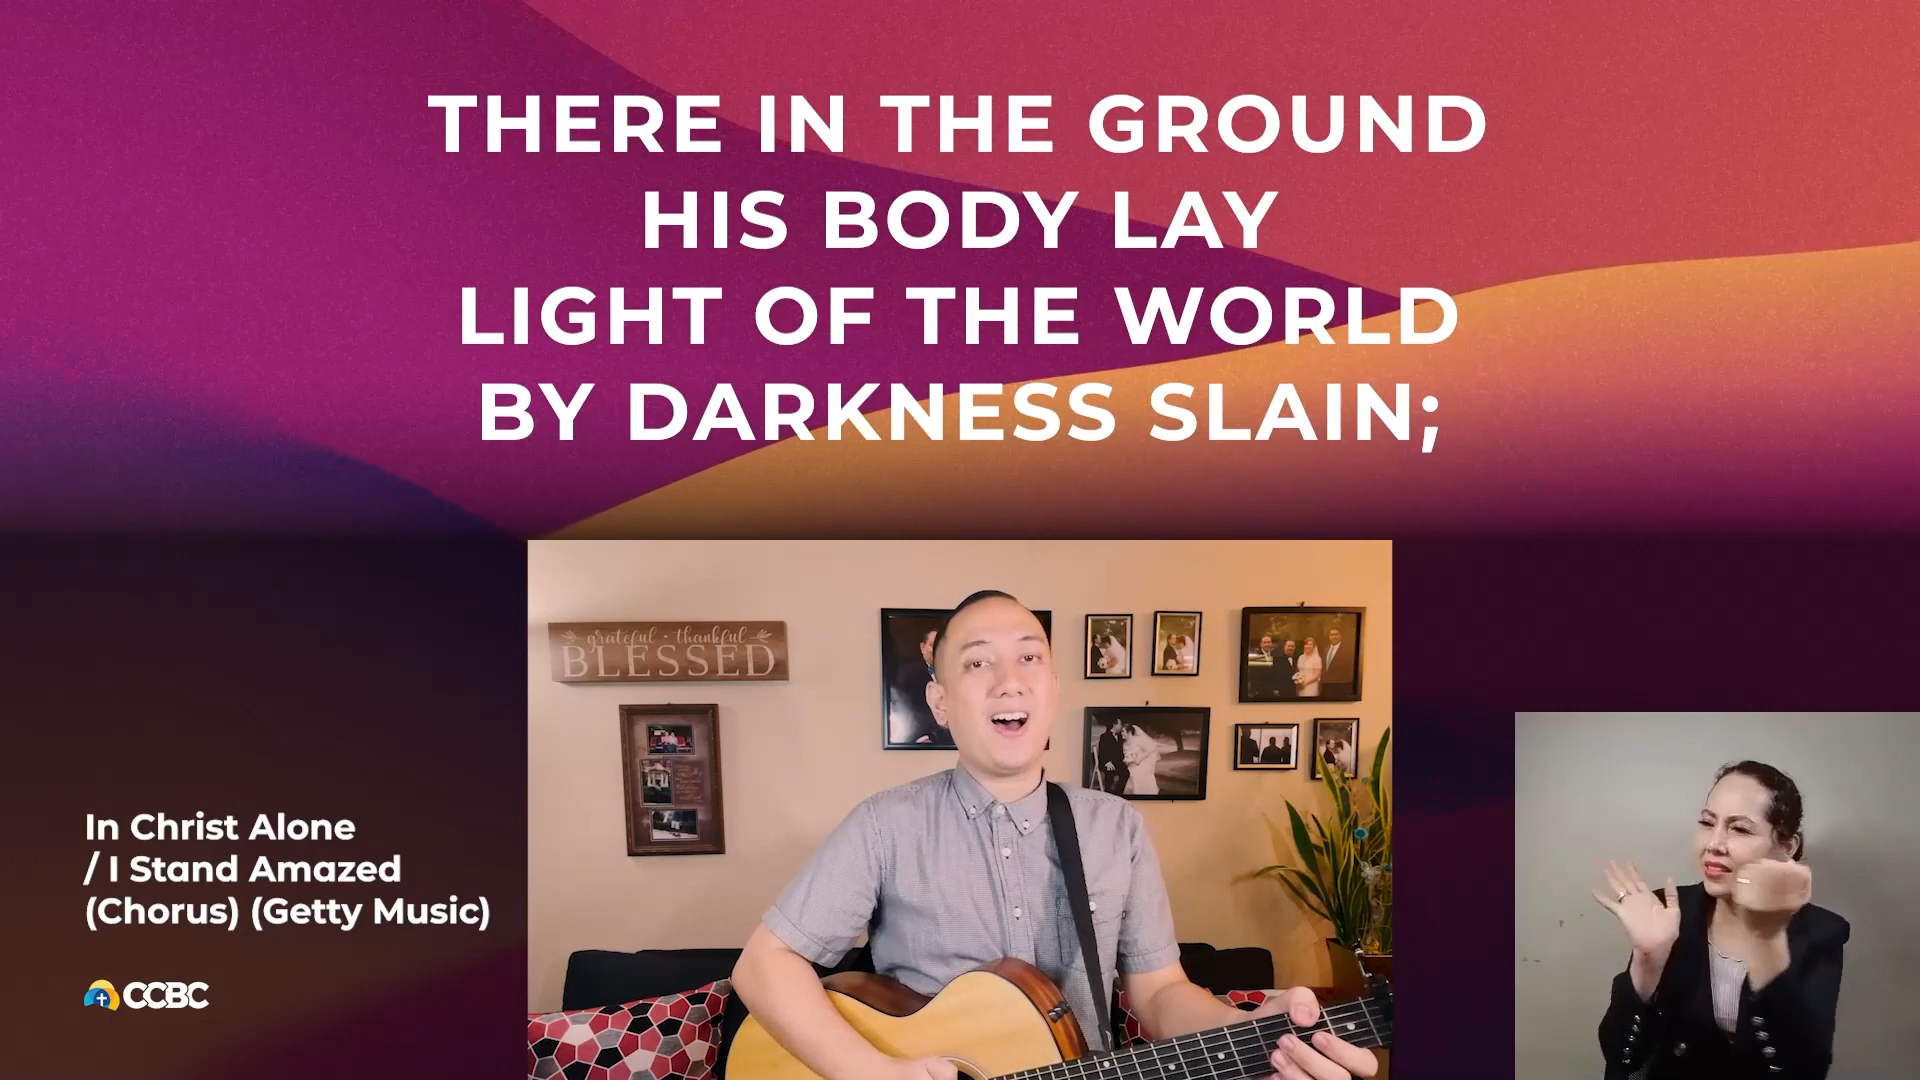 THERE IN THE GROUND
HIS BODY LAY
LIGHT OF THE WORLD
BY DARKNESS SLAIN;
grateful • thankful
BLESSED
In Christ Alone
/ I Stand Amazed
(Chorus) (Getty Music)
CCBC